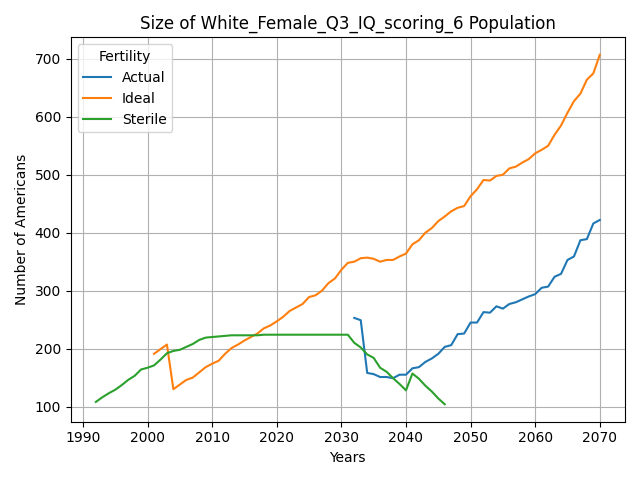 Size of White_Female_Q3_IQ_scoring_6 Population
Fertility
Actual
Ideal
Sterile
Number of Americans
700
600
500
400
300
200
100
1990 2000 2010 2020 2030 2040 2050 2060 2070
Years